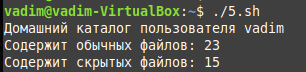 vadim@vadim-VirtualBox:~$ ./5.sh
Домашний каталог пользователя vadim
Содержит обычных файлов: 23
Содержит скрытых файлов: 15